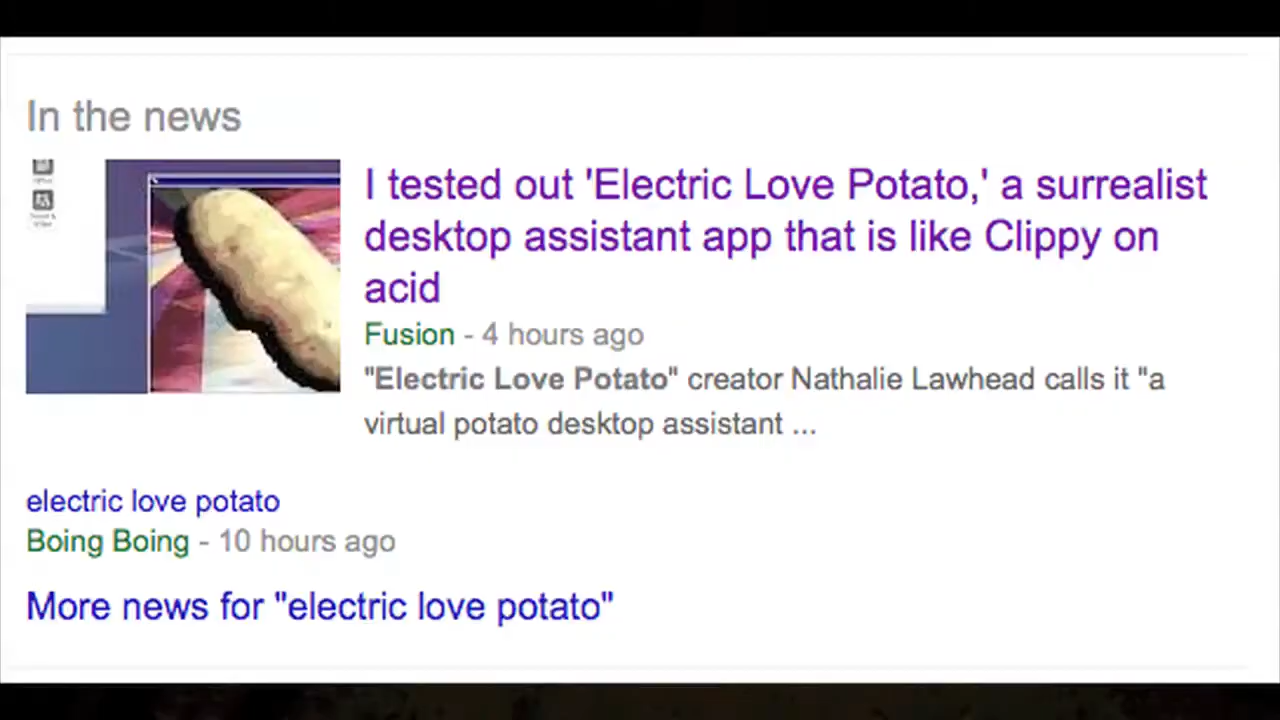 In the news
I tested out 'Electric Love Potato,' a surrealist
desktop assistant app that is like Clippy on
acid
Fusion - 4 hours ago
"Electric Love Potato" creator Nathalie Lawhead calls it "a
virtual potato desktop assistant ...
electric love potato
Boing Boing - 10 hours ago
More news for "electric love potato"